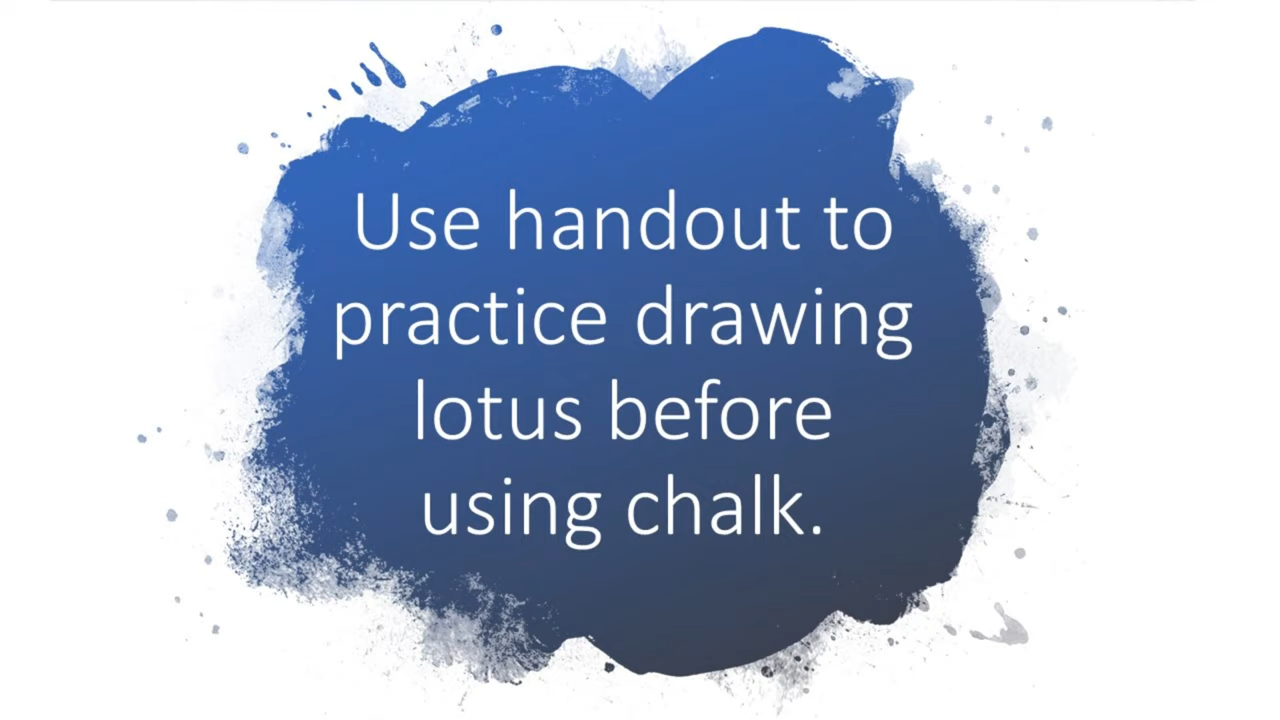 Use handout to
practice drawing
lotus before
using chalk.